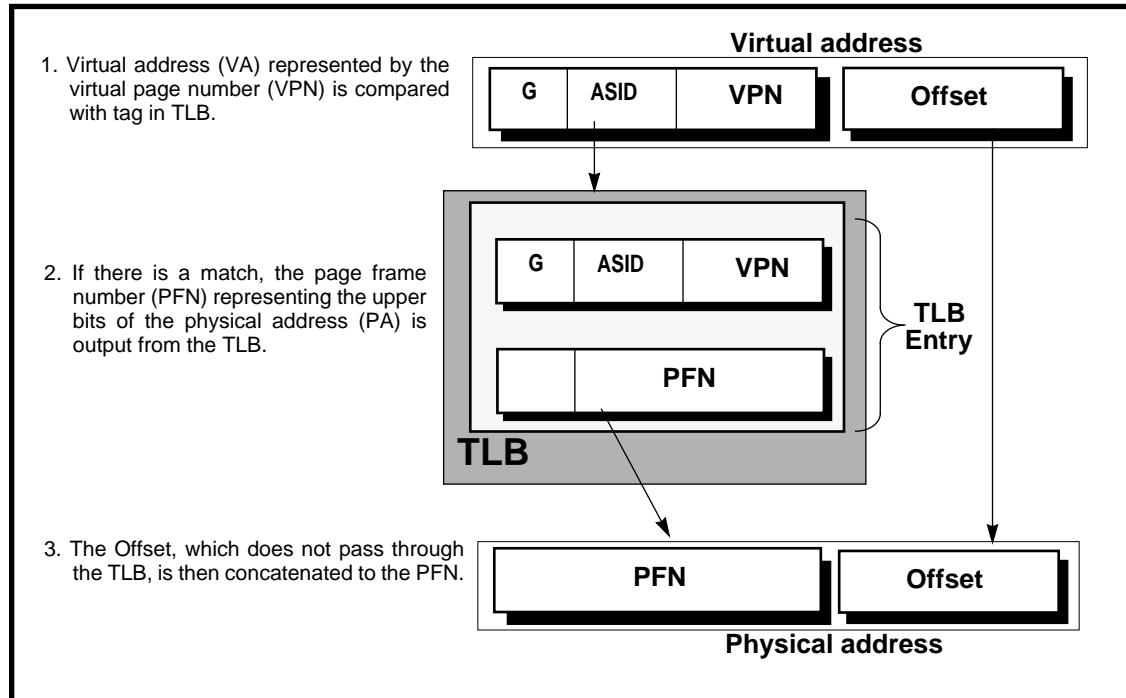 Virtual address
1. Virtual address (VA) represented by the
virtual page number (VPN) is compared
with tag in TLB.
G ASID VPN Offset
2. If there is a match, the page frame
number (PFN) representing the upper
bits of the physical address (PA) is
output from the TLB.
G ASID VPN
PFN
TLB
Entry
TLB
3. The Offset, which does not pass through
the TLB, is then concatenated to the PFN.
PFN Offset
Physical address